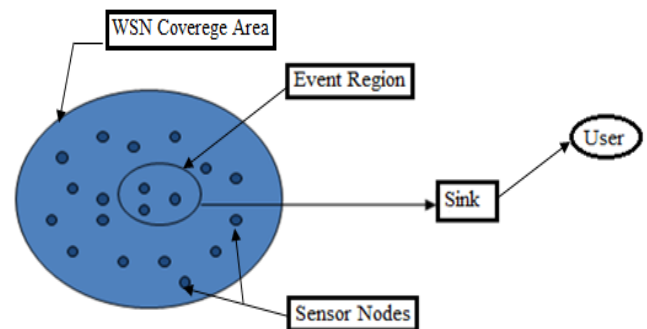 WSN Coverege Area
Event Region
User
Sink
Sensor Nodes